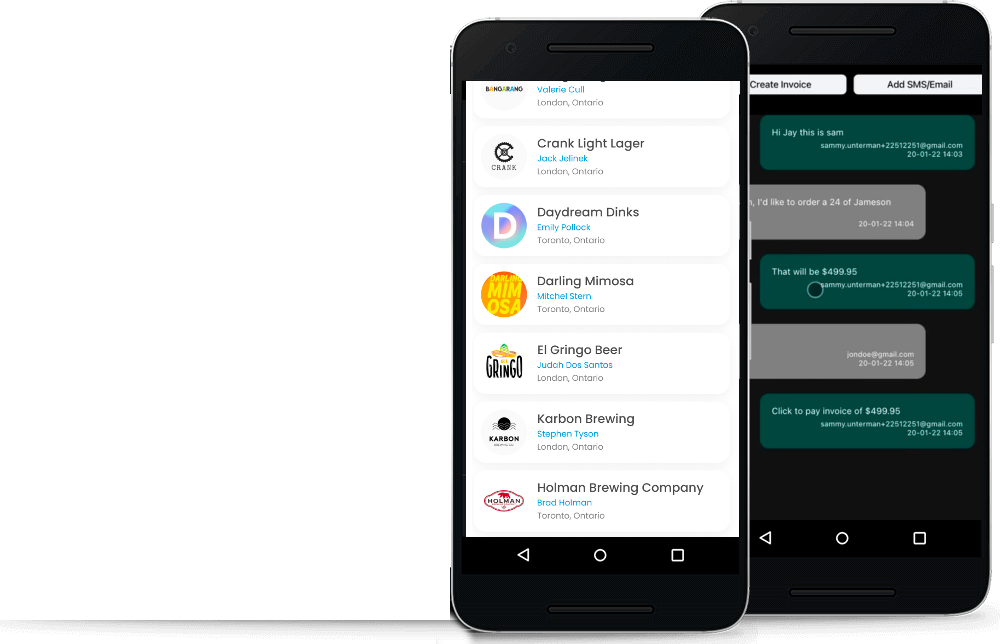 BANGARANG
Valerie Cull
London, Ontario
CRANK
Crank Light Lager
Jack Jelinek
London, Ontario
D
Daydream Dinks
Emily Pollock
Toronto, Ontario
DARLING
MIM
OSA
Darling Mimosa
Mitchel Stern
Toronto, Ontario
GRINGO
El Gringo Beer
Judah Dos Santos
London, Ontario
KARBON
Karbon Brewing
Stephen Tyson
London, Ontario
HOLMAN
Holman Brewing Company
Brad Holman
Toronto, Ontario
Create Invoice
Add SMS/Email
Hi Jay this is sam
sammy.unterman+22512251@gmail.com
20-01-22 14:03
, I'd like to order a 24 of Jameson
20-01-22 14:04
That will be $499.95
sammy.unterman+22512251@gmail.com
20-01-22 14:05
jondoe@gmail.com
20-01-22 14:05
Click to pay invoice of $499.95
sammy.unterman+22512251@gmail.com
20-01-22 14:05